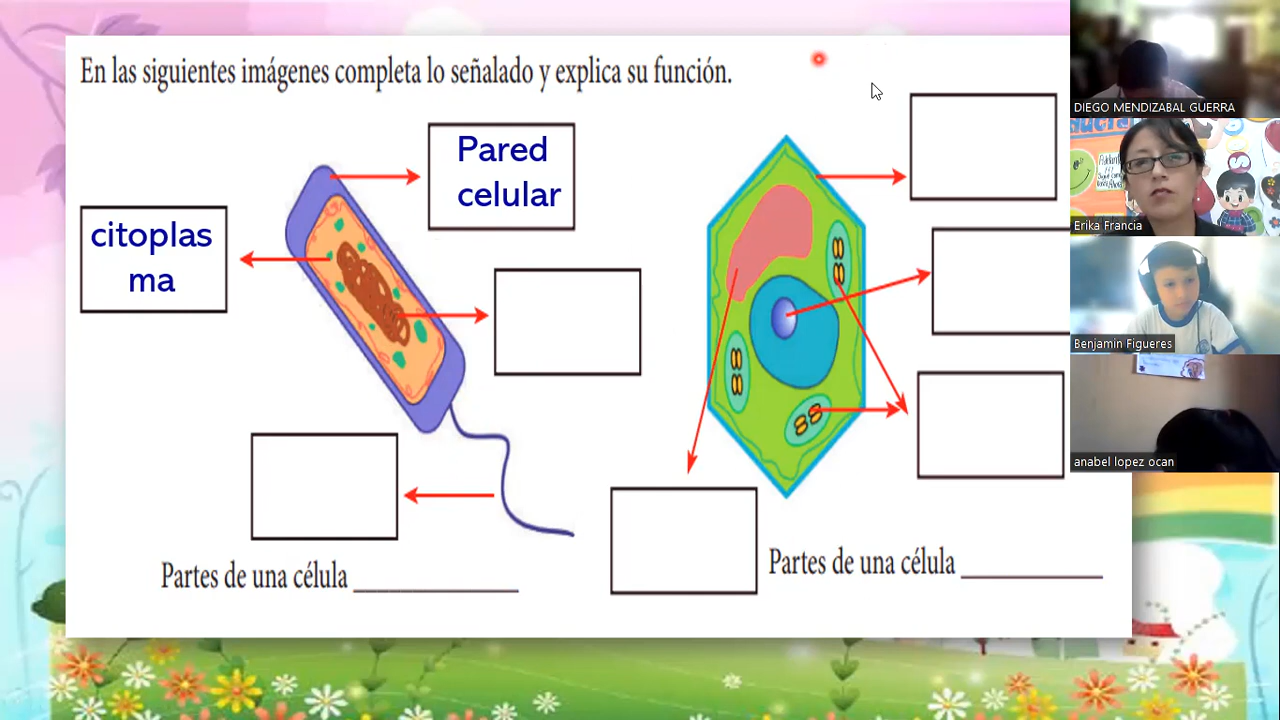 En las siguientes imágenes completa lo señalado y explica su función.
Pared
celular
citoplas
ma
Partes de una célula
Partes de una célula
DIEGO MENDIZABAL GUERRA
Erika Francia
Benjamin Figueres
anabel lopez ocan